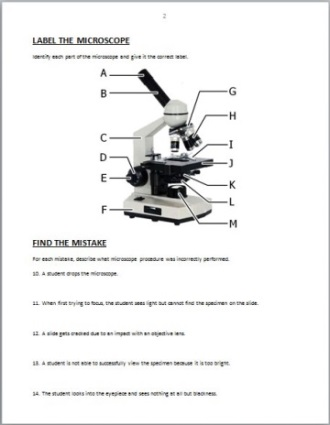 2
LABEL THE MICROSCOPE
Identify each part of the microscope and give it the correct label.
A
B
C
D
E
F
G
H
I
J
K
L
M
FIND THE MISTAKE
For each mistake, describe what microscope procedure was incorrectly performed.
10. A student drops the microscope.
11. When first trying to focus, the student sees light but cannot find the specimen on the slide.
12. A slide gets cracked due to an impact with an objective lens.
13. A student is not able to successfully view the specimen because it is too bright.
14. The student looks into the eyepiece and sees nothing at all but blackness.